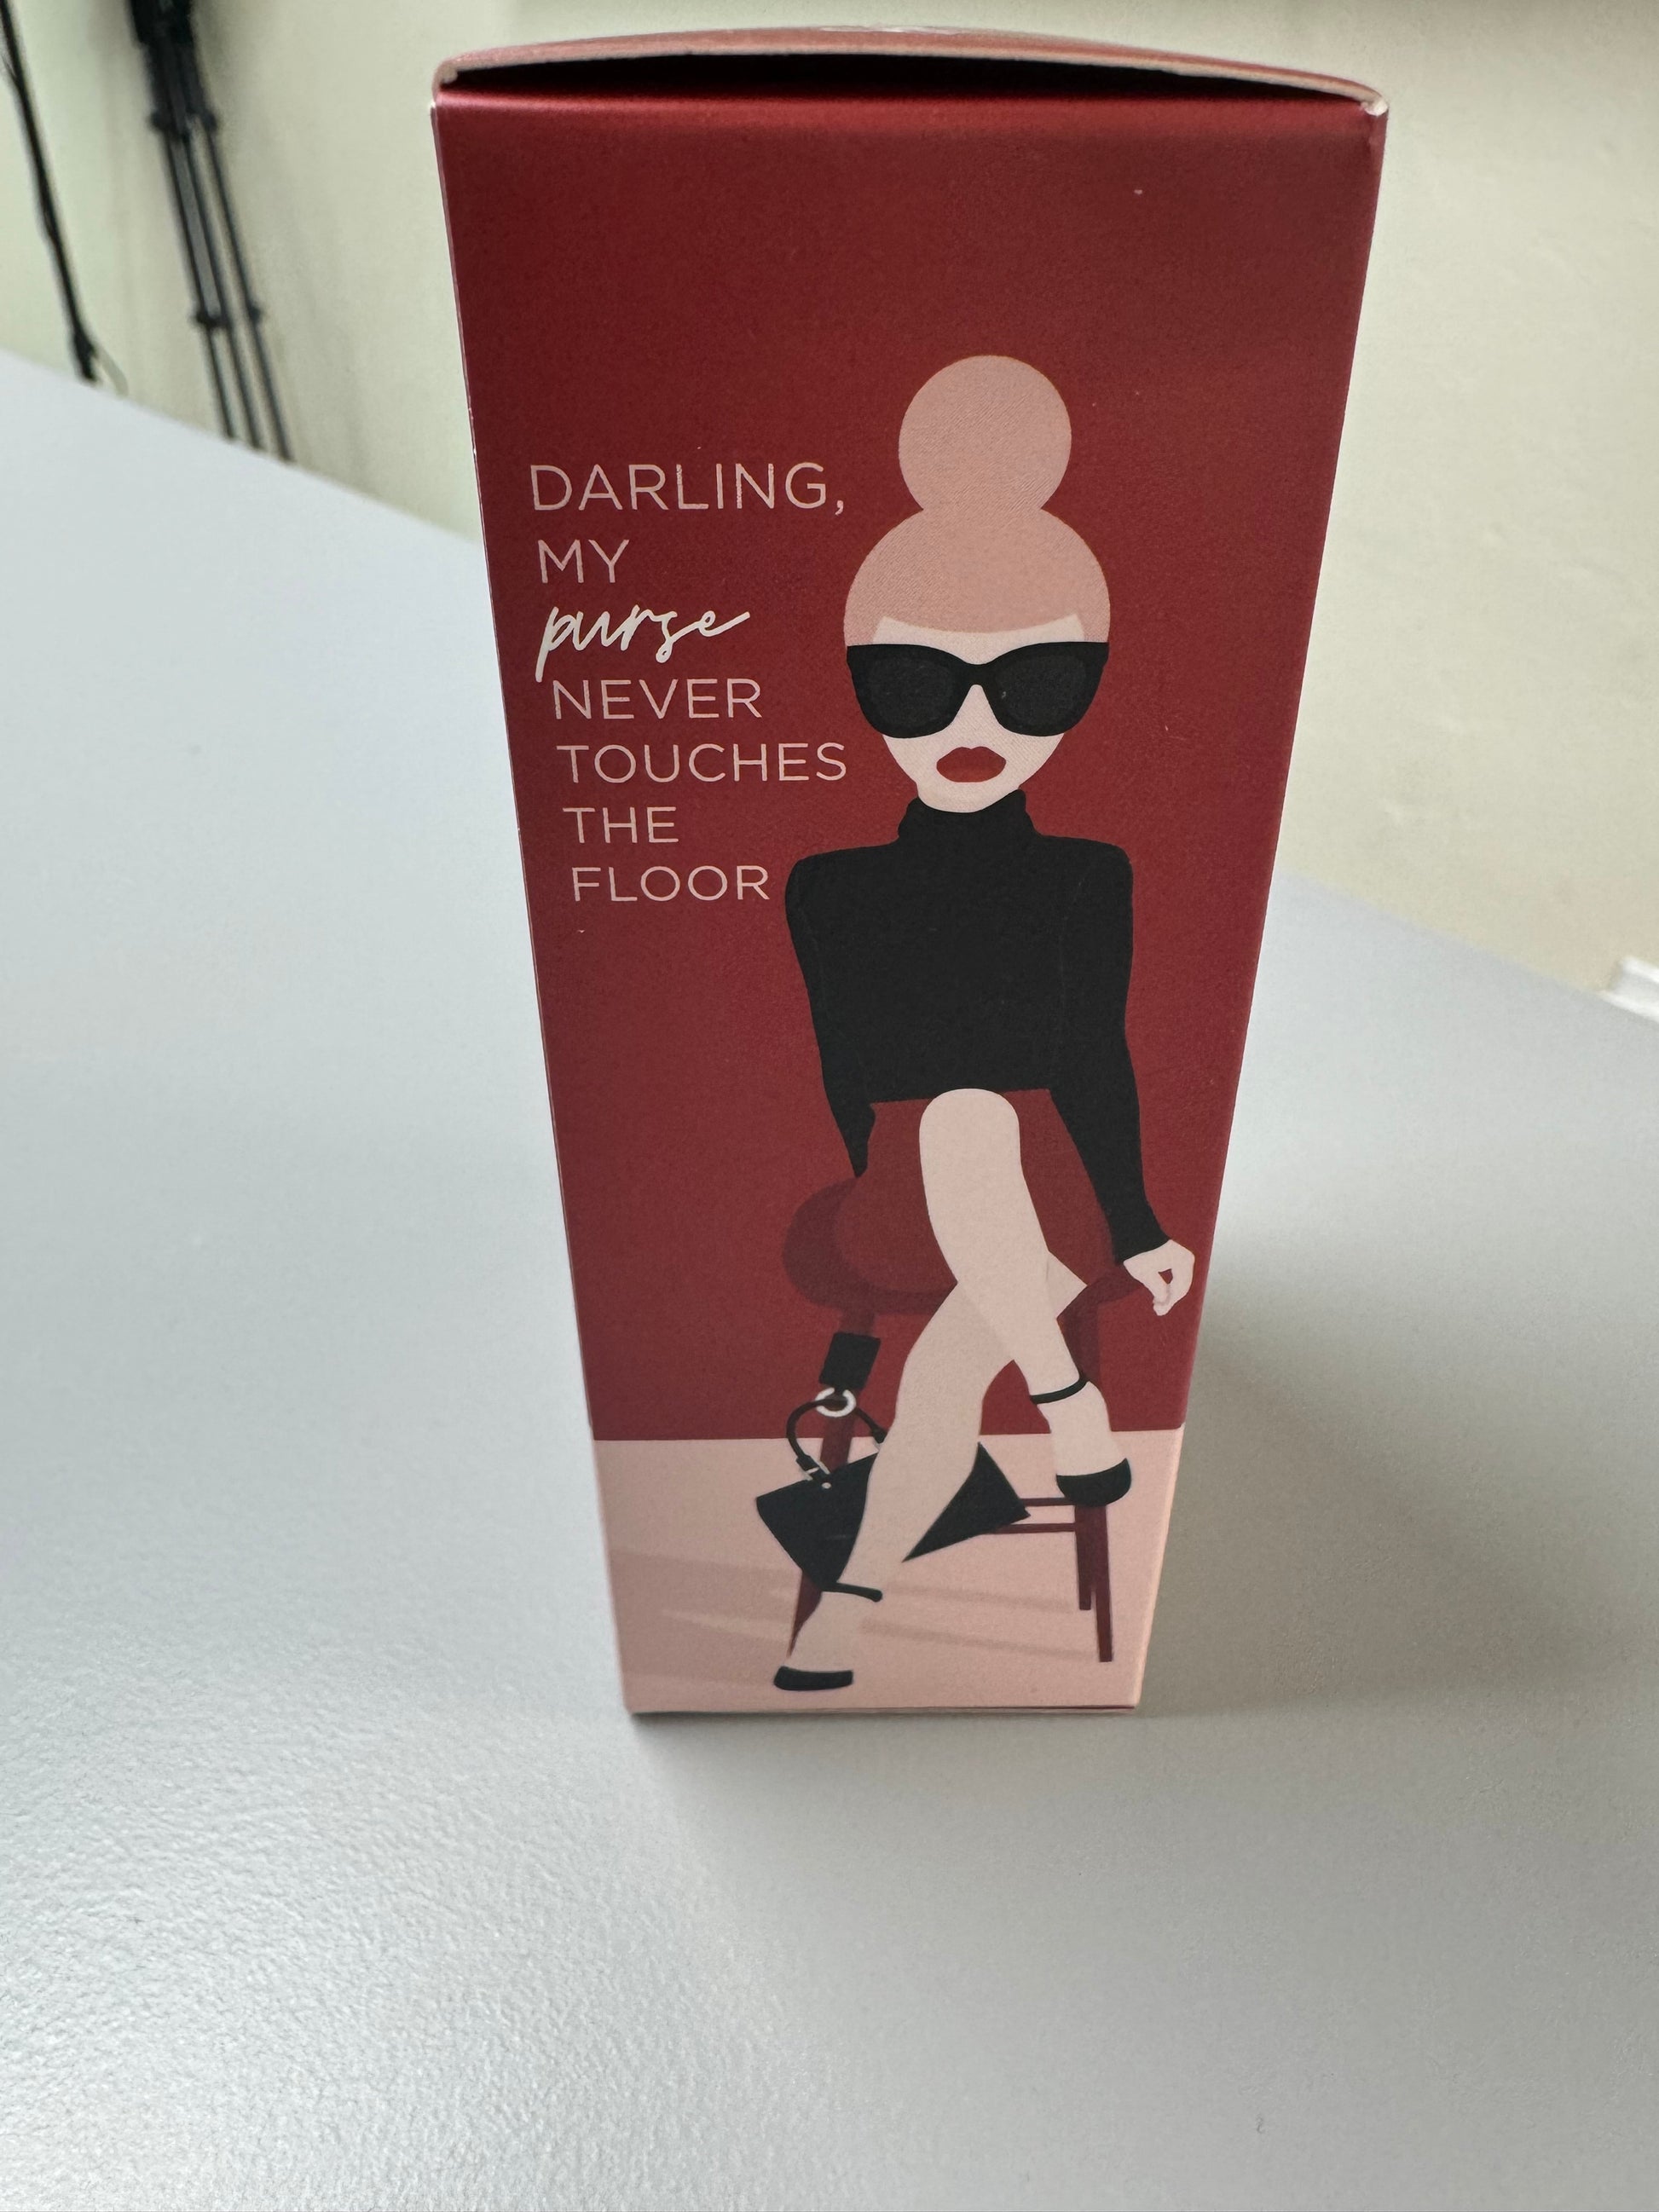 DARLING,
MY
purse
NEVER
TOUCHES
THE
FLOOR